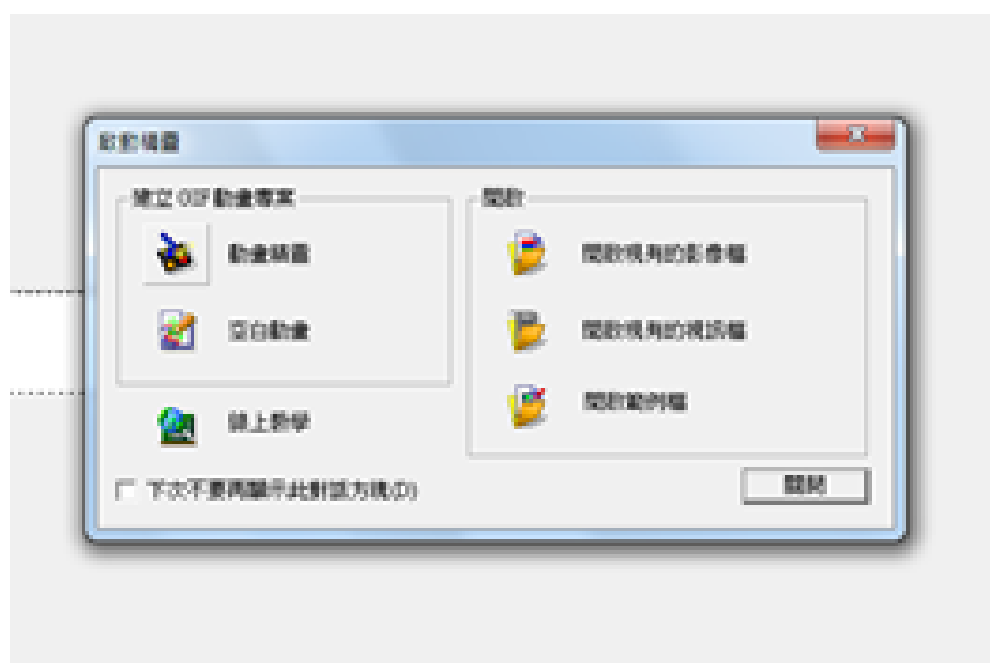 啟動精靈
建立 GIF 動畫專案
動畫精靈
空白動畫
線上教學
下次不要再顯示此對話方塊(D)
開啟
開啟現有的影像檔
開啟現有的視訊檔
開啟範例檔
關閉